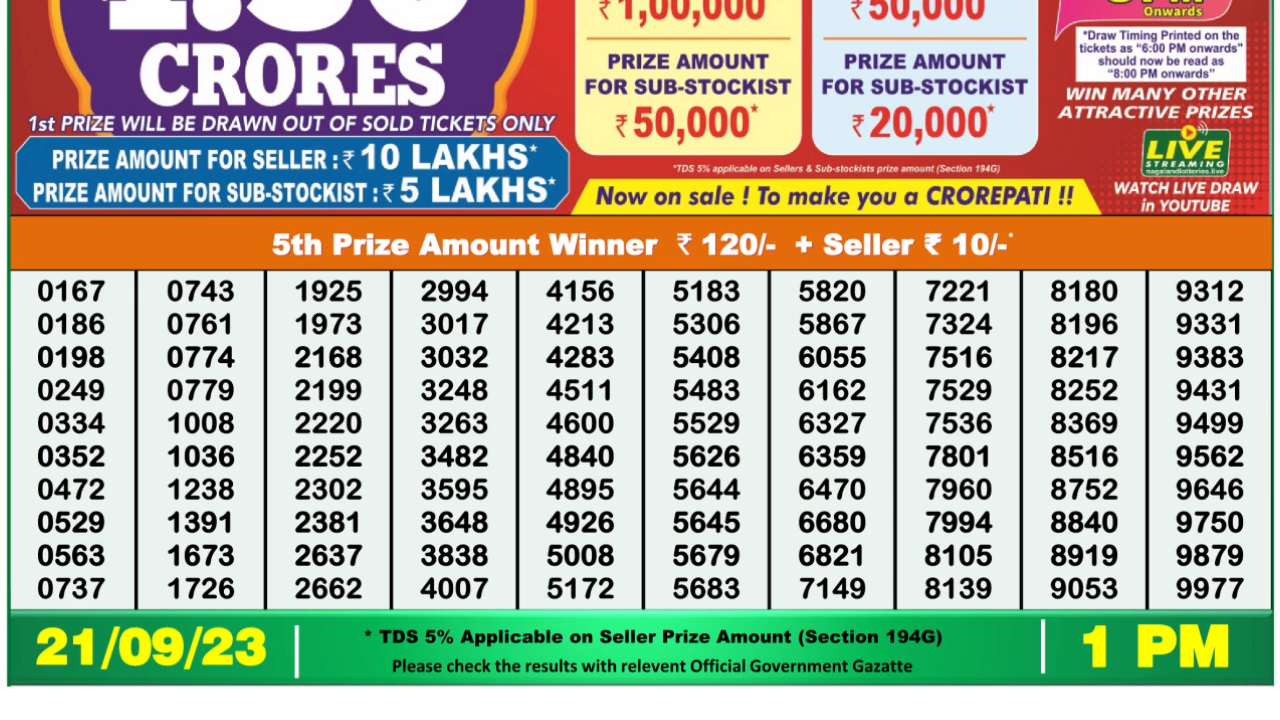 CRORES
1st PRIZE WILL BE DRAWN OUT OF SOLD TICKETS ONLY
PRIZE AMOUNT FOR SELLER : ₹ 10 LAKHS*
PRIZE AMOUNT FOR SUB-STOCKIST : ₹ 5 LAKHS*
₹ 1,00,000*
PRIZE AMOUNT
FOR SUB-STOCKIST
₹ 50,000*
₹ 50,000*
PRIZE AMOUNT
FOR SUB-STOCKIST
₹ 20,000*
*TDS 5% applicable on Sellers & Sub-stockists prize amount (Section 194G)
Now on sale ! To make you a CROREPATI !!
Onwards
*Draw Timing Printed on the
tickets as “6:00 PM onwards”
should now be read as
“8:00 PM onwards”
WIN MANY OTHER
ATTRACTIVE PRIZES
LIVE
STREAMING
nagalandlotteries.live
WATCH LIVE DRAW
in YOUTUBE
5th Prize Amount Winner ₹ 120/- + Seller ₹ 10/-*
0167 0743 1925 2994 4156 5183 5820 7221 8180 9312
0186 0761 1973 3017 4213 5306 5867 7324 8196 9331
0198 0774 2168 3032 4283 5408 6055 7516 8217 9383
0249 0779 2199 3248 4511 5483 6162 7529 8252 9431
0334 1008 2220 3263 4600 5529 6327 7536 8369 9499
0352 1036 2252 3482 4840 5626 6359 7801 8516 9562
0472 1238 2302 3595 4895 5644 6470 7960 8752 9646
0529 1391 2381 3648 4926 5645 6680 7994 8840 9750
0563 1673 2637 3838 5008 5679 6821 8105 8919 9879
0737 1726 2662 4007 5172 5683 7149 8139 9053 9977
21/09/23
* TDS 5% Applicable on Seller Prize Amount (Section 194G)
Please check the results with relevent Official Government Gazatte
1 PM